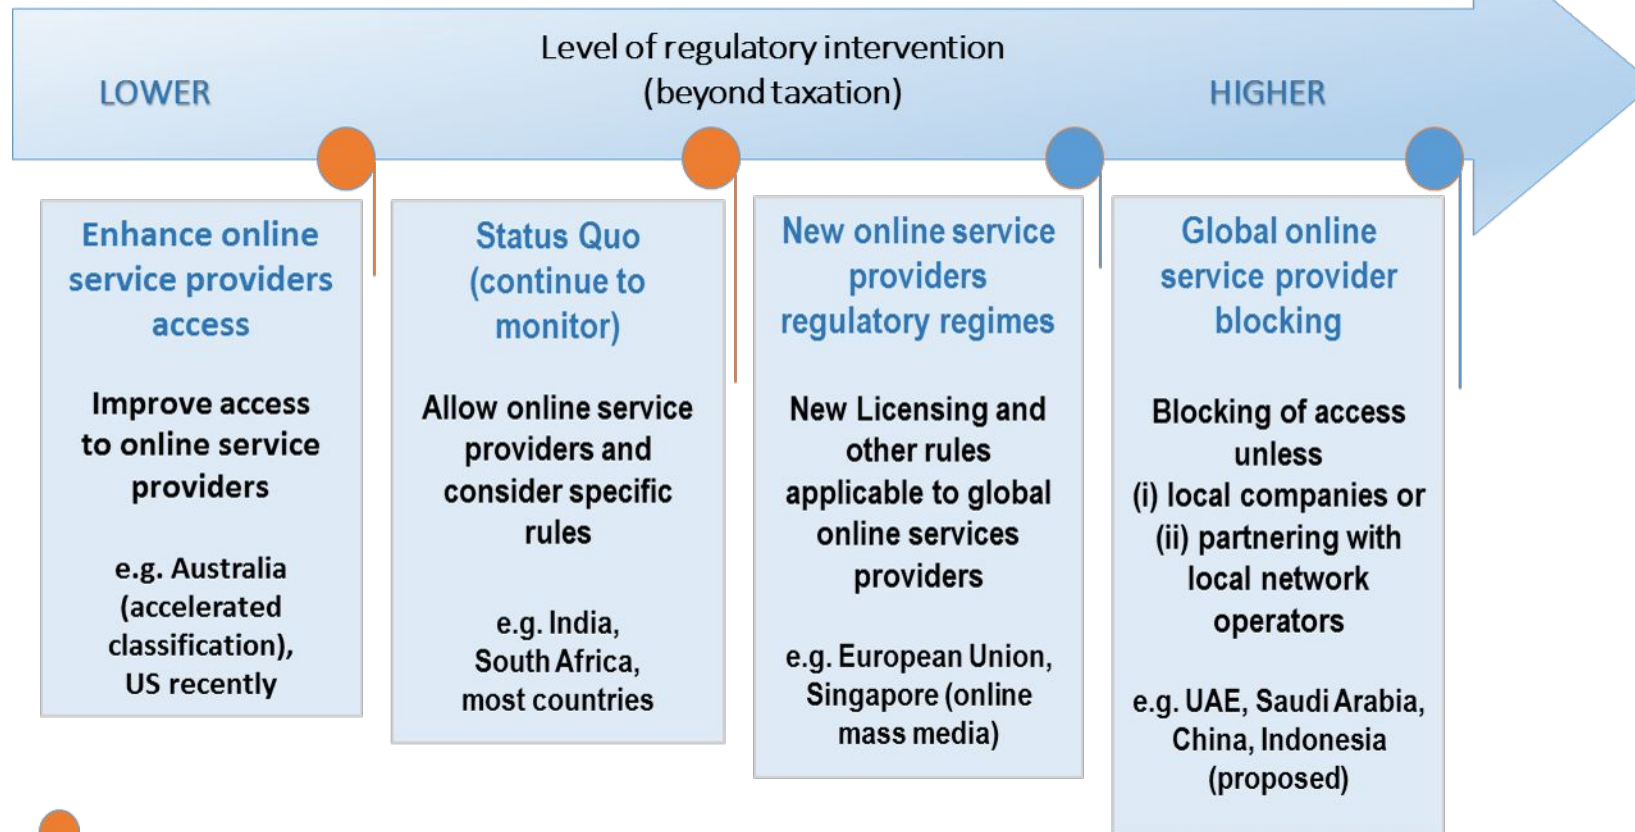 Level of regulatory intervention
(beyond taxation)
LOWER
HIGHER
Enhance online
service providers
access
Improve access
to online service
providers
e.g. Australia
(accelerated
classification),
US recently
Status Quo
(continue to
monitor)
Allow online service
providers and
consider specific
rules
e.g. India,
South Africa,
most countries
New online service
providers
regulatory regimes
New Licensing and
other rules
applicable to global
online services
providers
e.g. European Union,
Singapore (online
mass media)
Global online
service provider
blocking
Blocking of access
unless
(i) local companies or
(ii) partnering with
local network
operators
e.g. UAE, Saudi Arabia,
China, Indonesia
(proposed)